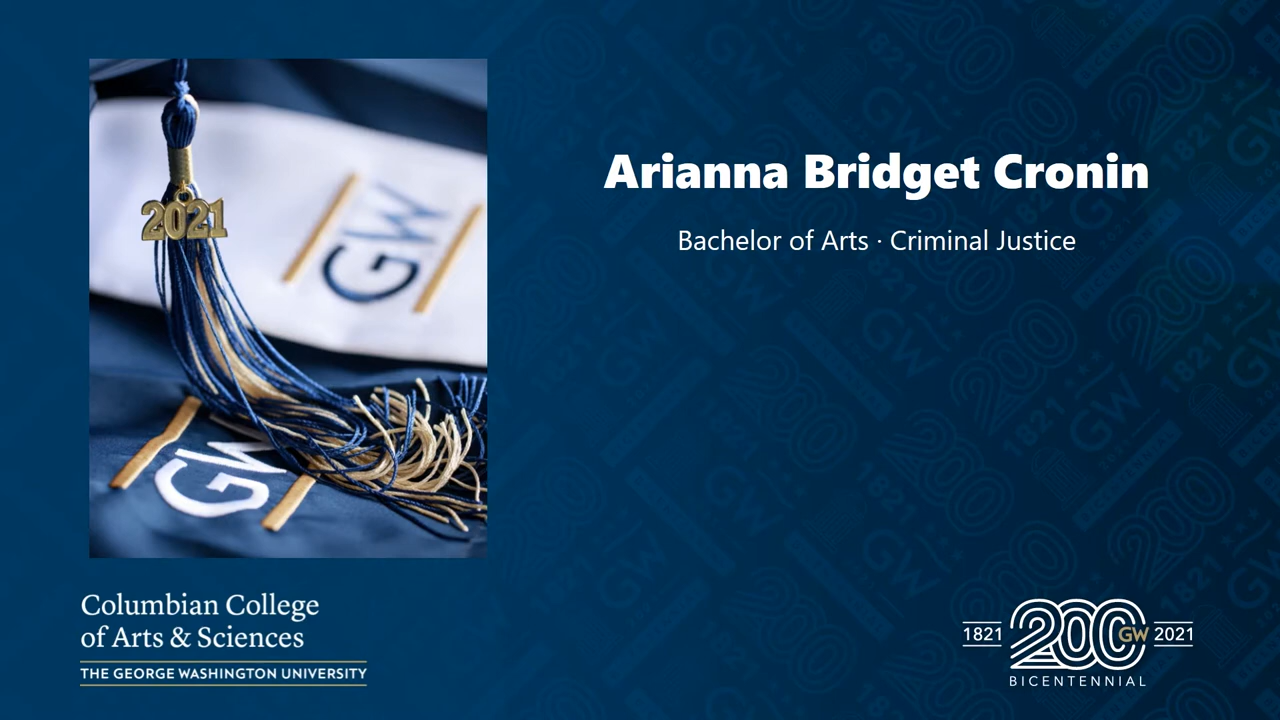 2021
GW
GW
Arianna Bridget Cronin
Bachelor of Arts · Criminal Justice
Columbian College
of Arts & Sciences
THE GEORGE WASHINGTON UNIVERSITY
1821 200 GW 2021
BICENTENNIAL